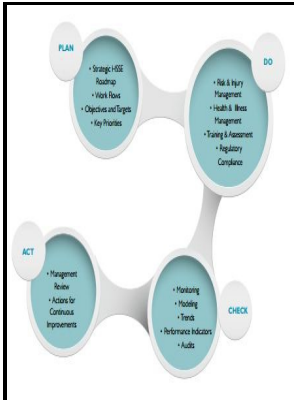 PLAN
• Strategic HSSE
Roadmap
• Work Flows
• Objectives and Targets
• Key Priorities
DO
• Risk & Injury
Management
• Health & Illness
Management
• Training & Assessment
• Regulatory
Compliance
ACT
• Management
Review
• Actions for
Continuous
Improvements
• Monitoring
• Modeling
• Trends
• Performance Indicators
• Audits
CHECK